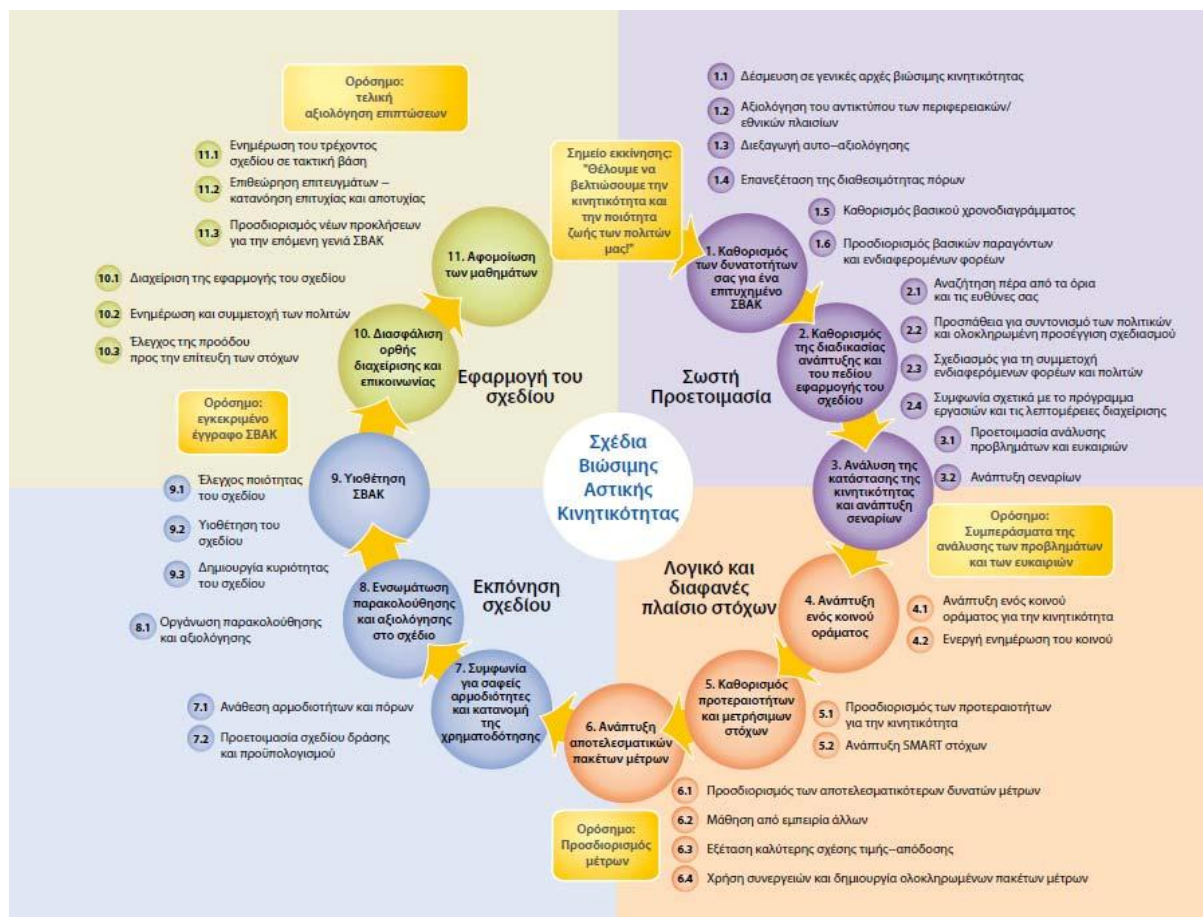 Ορόσημο:
τελική
αξιολόγηση επιπτώσεων
11.1 Ενημέρωση του τρέχοντος
σχεδίου σε τακτική βάση
11.2 Επιθεώρηση επιτευγμάτων –
κατανόηση επιτυχίας και αποτυχίας
11.3 Προσδιορισμός νέων προκλήσεων
για την επόμενη γενιά ΣΒΑΚ
11. Αφομοίωση
των μαθημάτων
Σημείο εκκίνησης:
"Θέλουμε να
βελτιώσουμε την
κινητικότητα και
την ποιότητα
ζωής των πολιτών
μας!"
1.1 Δέσμευση σε γενικές αρχές βιώσιμης κινητικότητας
1.2 Αξιολόγηση του αντικτύπου των περιφερειακών/
εθνικών πλαισίων
1.3 Διεξαγωγή αυτο–αξιολόγησης
1.4 Επανεξέταση της διαθεσιμότητας πόρων
1.5 Καθορισμός βασικού χρονοδιαγράμματος
1.6 Προσδιορισμός βασικών παραγόντων
και ενδιαφερομένων φορέων
1. Καθορισμός
των δυνατοτήτων
σας για ένα
επιτυχημένο
ΣΒΑΚ
2.1 Αναζήτηση πέρα από τα όρια
και τις ευθύνες σας
2.2 Προσπάθεια για συντονισμό των πολιτικών
και ολοκληρωμένη προσέγγιση σχεδιασμού
2.3 Σχεδιασμός για τη συμμετοχή
ενδιαφερόμενων φορέων και πολιτών
2.4 Συμφωνία σχετικά με το πρόγραμμα
εργασιών και τις λεπτομέρειες διαχείρισης
2. Καθορισμός
της διαδικασίας
ανάπτυξης και
του πεδίου
εφαρμογής του
σχεδίου
10.1 Διαχείριση της εφαρμογής του σχεδίου
10.2 Ενημέρωση και συμμετοχή των πολιτών
10.3 Έλεγχος της προόδου
προς την επίτευξη των στόχων
10. Διασφάλιση
ορθής
διαχείρισης και
επικοινωνίας
Εφαρμογή του
σχεδίου
Σωστή
Προετοιμασία
Ορόσημο:
εγκεκριμένο
έγγραφο ΣΒΑΚ
3.1 Προετοιμασία ανάλυσης
προβλημάτων και ευκαιριών
3.2 Ανάπτυξη σεναρίων
3. Ανάλυση της
κατάστασης της
κινητικότητας
και ανάπτυξη
σεναρίων
Σχέδια
Βιώσιμης
Αστικής
Κινητικότητας
9. Υιοθέτηση
ΣΒΑΚ
9.1 Έλεγχος ποιότητας
του σχεδίου
9.2 Υιοθέτηση του
σχεδίου
9.3 Δημιουργία κυριότητας
του σχεδίου
Ορόσημο:
Συμπεράσματα της
ανάλυσης των προβλημάτων
και των ευκαιριών
Εκπόνηση
σχεδίου
Λογικό και
διαφανές
πλαίσιο στόχων
8. Ενσωμάτωση
παρακολούθησης
και αξιολόγησης
στο σχέδιο
8.1 Οργάνωση παρακολούθησης
και αξιολόγησης
4. Ανάπτυξη
ενός κοινού
οράματος
4.1 Ανάπτυξη ενός κοινού
οράματος για την κινητικότητα
4.2 Ενεργή ενημέρωση του κοινού
7. Συμφωνία
για σαφείς
αρμοδιότητες
και κατανομή
της
χρηματοδότησης
7.1 Ανάθεση αρμοδιοτήτων και πόρων
7.2 Προετοιμασία σχεδίου δράσης
και προϋπολογισμού
5. Καθορισμός
προτεραιοτήτων
και μετρήσιμων
στόχων
5.1 Προσδιορισμός των προτεραιοτήτων
για την κινητικότητα
5.2 Ανάπτυξη SMART στόχων
6. Ανάπτυξη
αποτελεσματικών
πακέτων μέτρων
6.1 Προσδιορισμός των αποτελεσματικότερων δυνατών μέτρων
6.2 Μάθηση από εμπειρία άλλων
6.3 Εξέταση καλύτερης σχέσης τιμής–απόδοσης
6.4 Χρήση συνεργειών και δημιουργία ολοκληρωμένων πακέτων μέτρων
Ορόσημο:
Προσδιορισμός
μέτρων